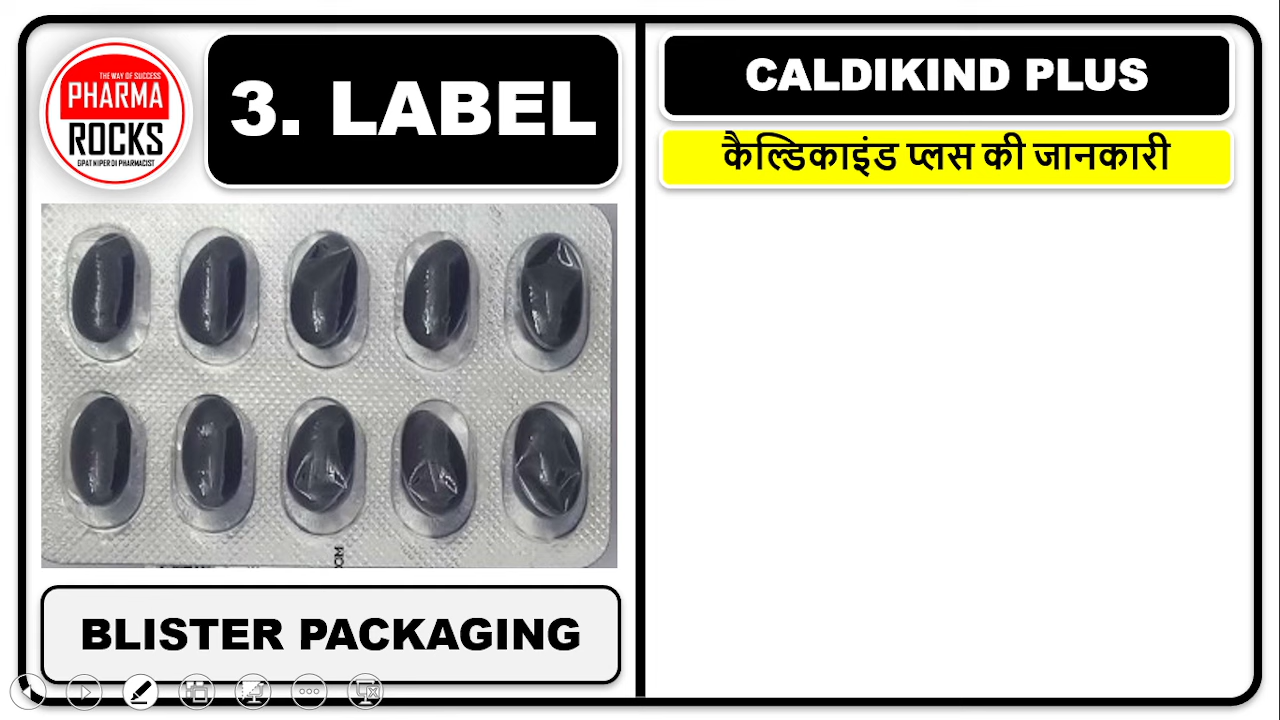 THE WAY OF SUCCESS
PHARMA
ROCKS
GPAT NIPER DI PHARMACIST
3. LABEL
BLISTER PACKAGING
CALDIKIND PLUS
कैल्डिकाइंड प्लस की जानकारी